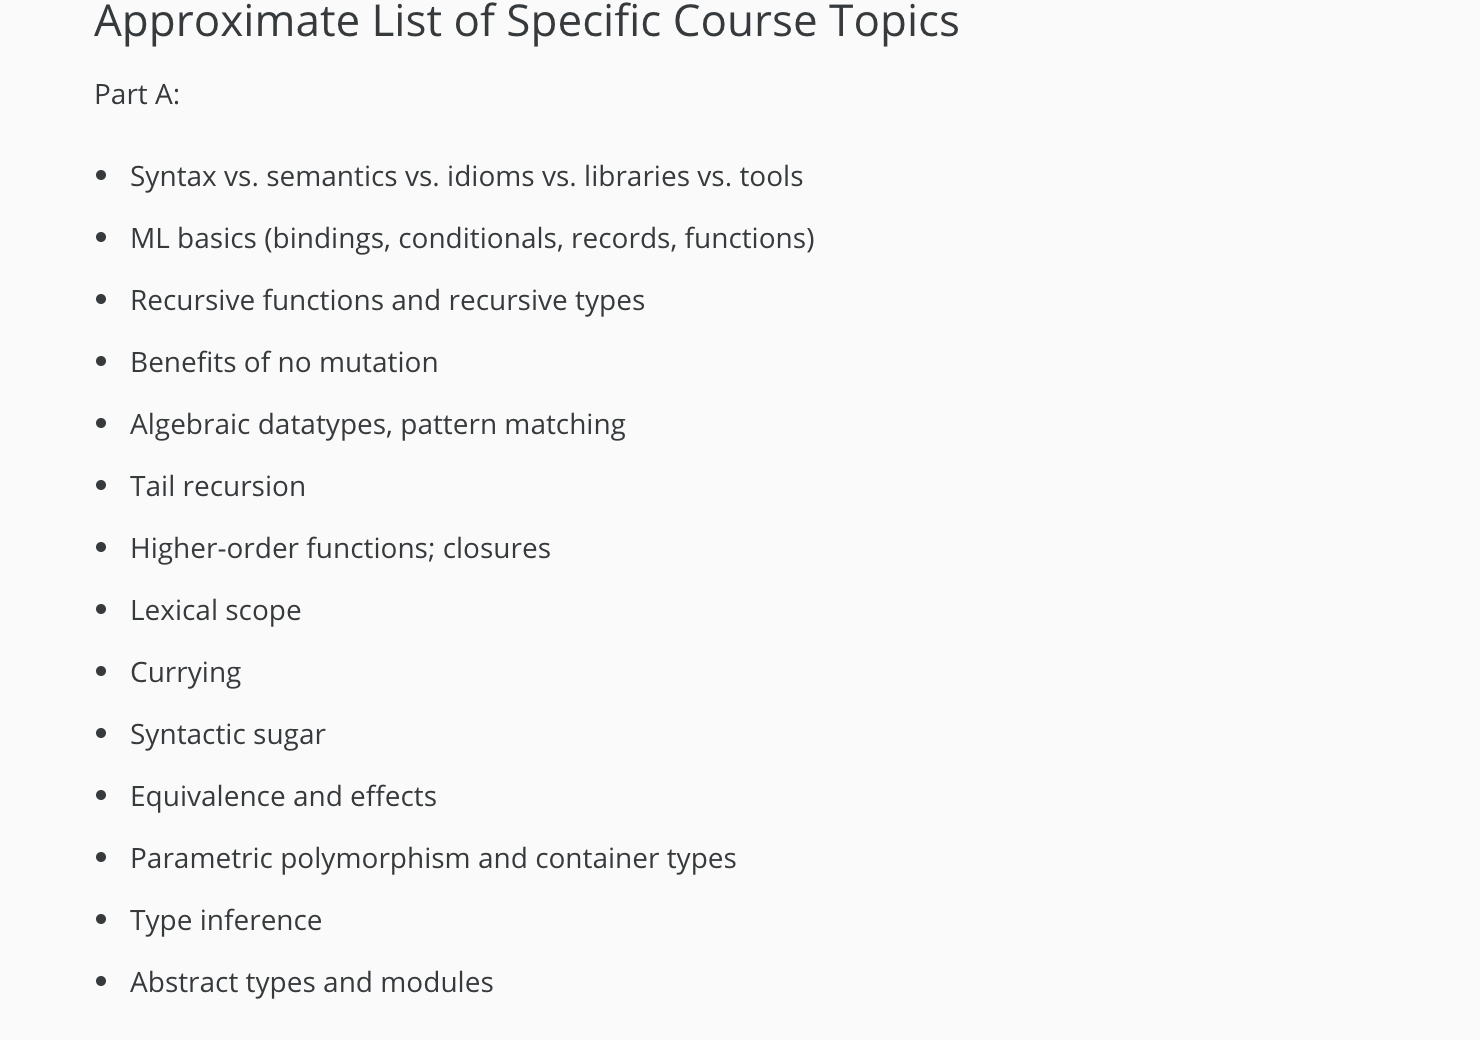 Approximate List of Specific Course Topics
Part A:
• Syntax vs. semantics vs. idioms vs. libraries vs. tools
• ML basics (bindings, conditionals, records, functions)
• Recursive functions and recursive types
• Benefits of no mutation
• Algebraic datatypes, pattern matching
• Tail recursion
• Higher-order functions; closures
• Lexical scope
• Currying
• Syntactic sugar
• Equivalence and effects
• Parametric polymorphism and container types
• Type inference
• Abstract types and modules